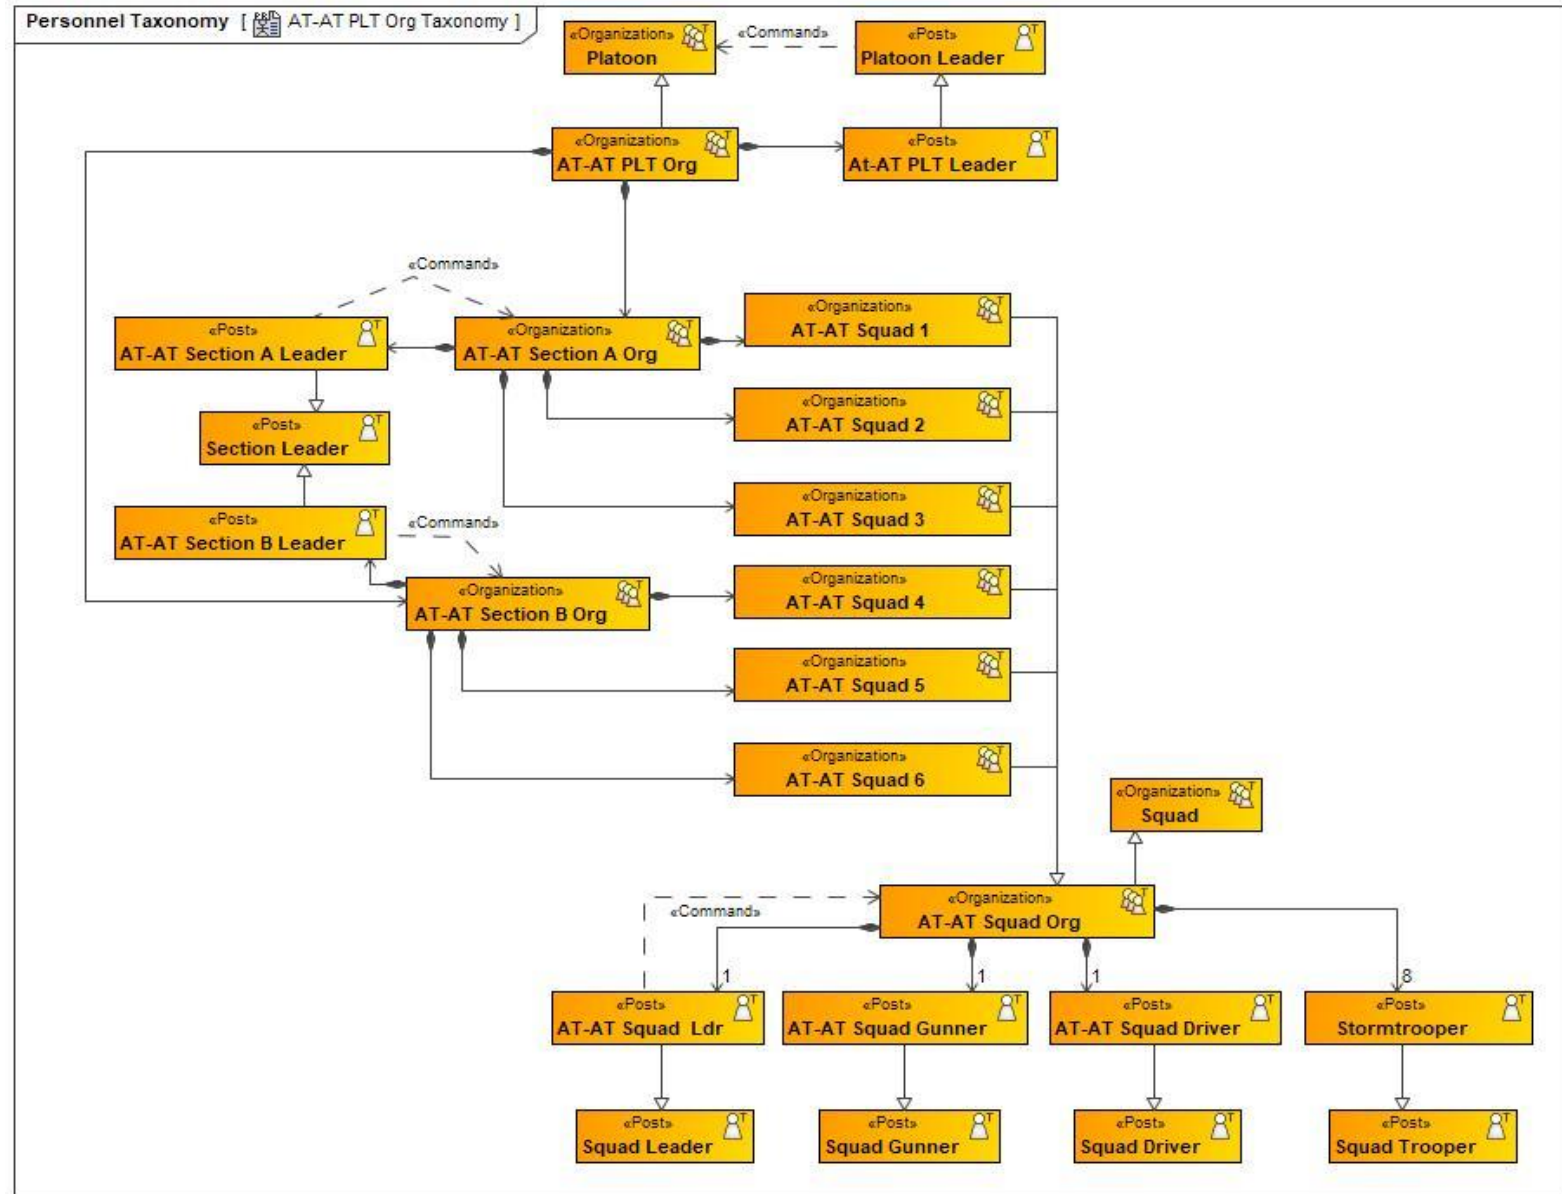 Personnel Taxonomy [ AT-AT PLT Org Taxonomy ]
«Organization»
Platoon
«Command»
«Post»
Platoon Leader
«Organization»
AT-AT PLT Org
«Post»
At-AT PLT Leader
«Command»
«Post»
AT-AT Section A Leader
«Organization»
AT-AT Section A Org
«Organization»
AT-AT Squad 1
«Organization»
AT-AT Squad 2
«Post»
Section Leader
«Organization»
AT-AT Squad 3
«Post»
AT-AT Section B Leader
«Command»
«Organization»
AT-AT Section B Org
«Organization»
AT-AT Squad 4
«Organization»
AT-AT Squad 5
«Organization»
AT-AT Squad 6
«Organization»
Squad
«Organization»
AT-AT Squad Org
«Command»
1
1
1
8
«Post»
AT-AT Squad Ldr
«Post»
AT-AT Squad Gunner
«Post»
AT-AT Squad Driver
«Post»
Stormtrooper
«Post»
Squad Leader
«Post»
Squad Gunner
«Post»
Squad Driver
«Post»
Squad Trooper